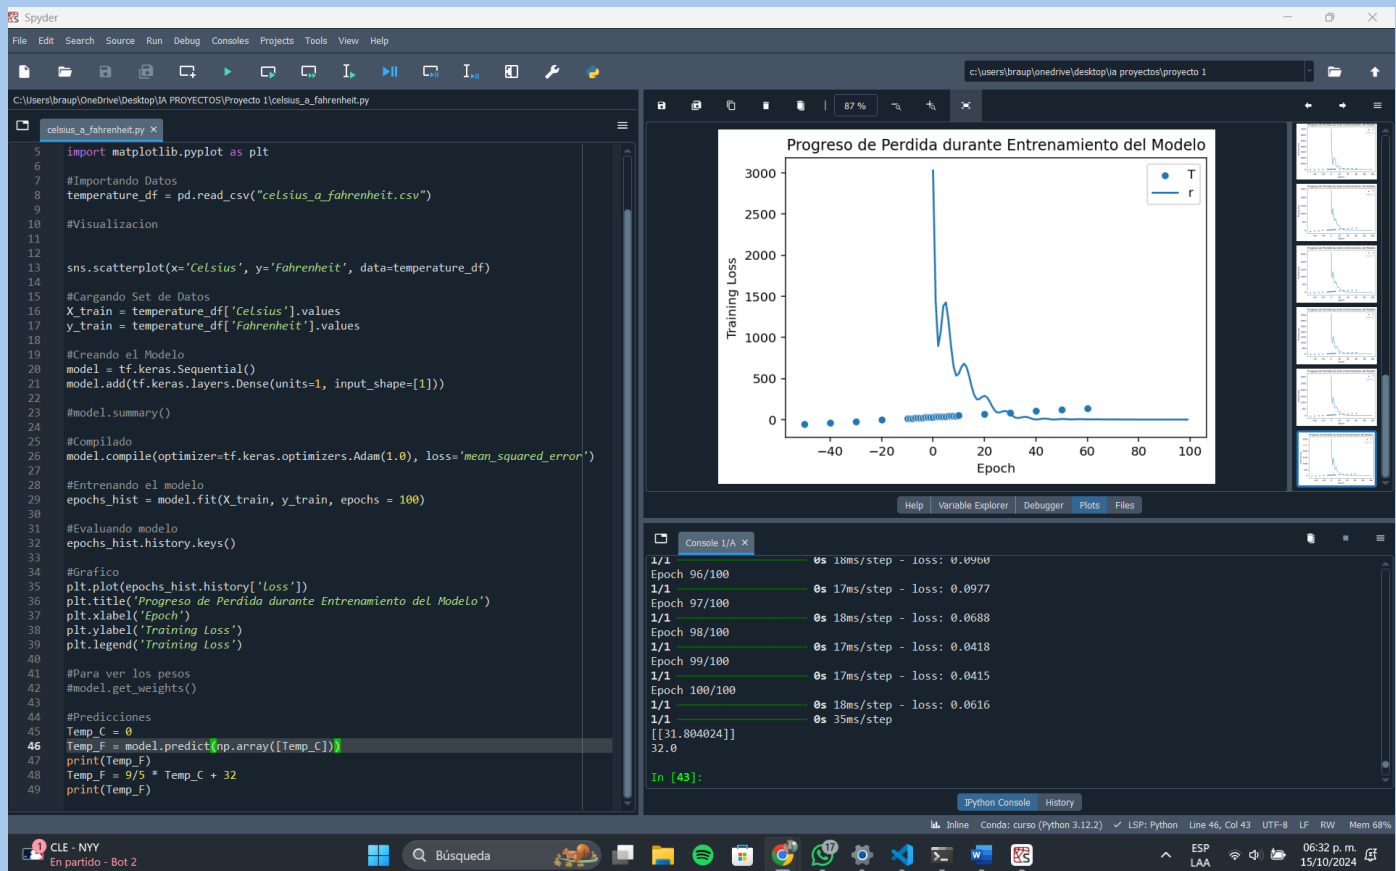 Spyder
File Edit Search Source Run Debug Consoles Projects Tools View Help
c:\users\braup\onedrive\desktop\ia proyectos\proyecto 1
C:\Users\braup\OneDrive\Desktop\IA PROYECTOS\Proyecto 1\celsius_a_fahrenheit.py
celsius_a_fahrenheit.py
5 import matplotlib.pyplot as plt
6
7 #Importando Datos
8 temperature_df = pd.read_csv("celsius_a_fahrenheit.csv")
9
10 #Visualizacion
11
12
13 sns.scatterplot(x='Celsius', y='Fahrenheit', data=temperature_df)
14
15 #Cargando Set de Datos
16 X_train = temperature_df['Celsius'].values
17 y_train = temperature_df['Fahrenheit'].values
18
19 #Creando el Modelo
20 model = tf.keras.Sequential()
21 model.add(tf.keras.layers.Dense(units=1, input_shape=[1]))
22
23 #model.summary()
24
25 #Compilado
26 model.compile(optimizer=tf.keras.optimizers.Adam(1.0), loss='mean_squared_error')
27
28 #Entrenando el modelo
29 epochs_hist = model.fit(X_train, y_train, epochs = 100)
30
31 #Evaluando modelo
32 epochs_hist.history.keys()
33
34 #Grafico
35 plt.plot(epochs_hist.history['loss'])
36 plt.title('Progreso de Perdida durante Entrenamiento del Modelo')
37 plt.xlabel('Epoch')
38 plt.ylabel('Training Loss')
39 plt.legend('Training Loss')
40
41 #Para ver los pesos
42 #model.get_weights()
43
44 #Predicciones
45 Temp_C = 0
46 Temp_F = model.predict(np.array([Temp_C]))
47 print(Temp_F)
48 Temp_F = 9/5 * Temp_C + 32
49 print(Temp_F)
87 %
Progreso de Perdida durante Entrenamiento del Modelo
T
r
3000
2500
2000
1500
1000
500
0
Training Loss
−40 −20 0 20 40 60 80 100
Epoch
Help Variable Explorer Debugger Plots Files
Console 1/A
1/1 0s 18ms/step - loss: 0.0960
Epoch 96/100
1/1 0s 17ms/step - loss: 0.0977
Epoch 97/100
1/1 0s 18ms/step - loss: 0.0688
Epoch 98/100
1/1 0s 17ms/step - loss: 0.0418
Epoch 99/100
1/1 0s 17ms/step - loss: 0.0415
Epoch 100/100
1/1 0s 18ms/step - loss: 0.0616
1/1 0s 35ms/step
[[31.804024]]
32.0
In [43]:
IPython Console History
Inline Conda: curso (Python 3.12.2) LSP: Python Line 46, Col 43 UTF-8 LF RW Mem 68%
1
CLE - NYY
En partido - Bot 2
Búsqueda
17
ESP
LAA
06:32 p. m.
15/10/2024